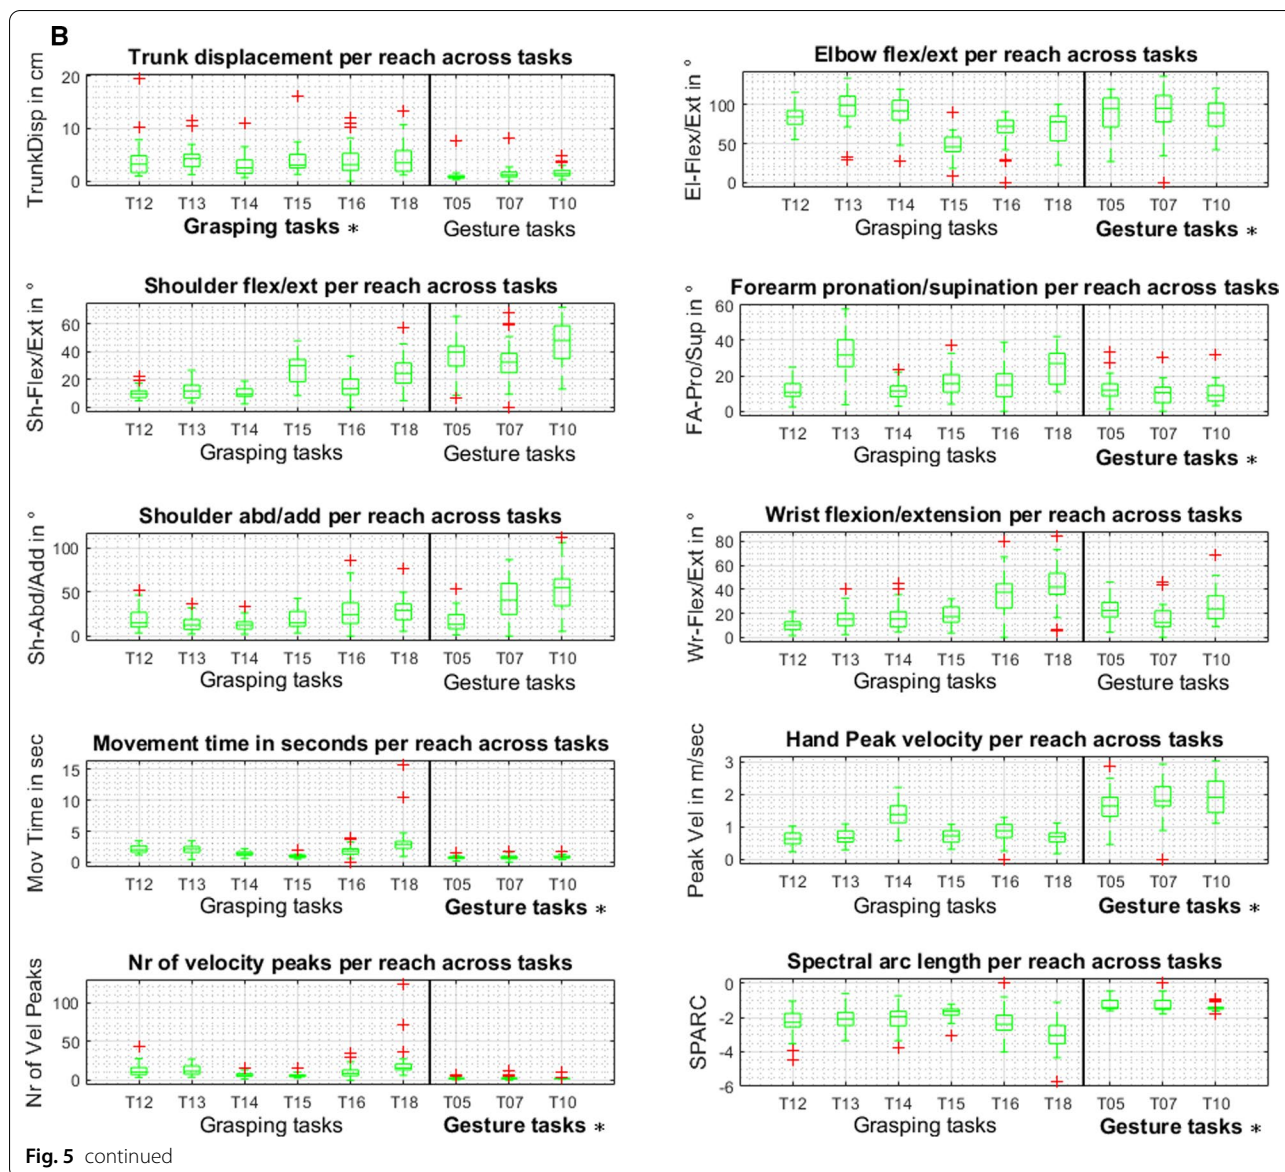 B
Trunk displacement per reach across tasks
TrunkDisp in cm
20
10
0
T12 T13 T14 T15 T16 T18 T05 T07 T10
Grasping tasks * Gesture tasks
Elbow flex/ext per reach across tasks
El-Flex/Ext in °
100
50
0
T12 T13 T14 T15 T16 T18 T05 T07 T10
Grasping tasks Gesture tasks *
Shoulder flex/ext per reach across tasks
Sh-Flex/Ext in °
60
40
20
0
T12 T13 T14 T15 T16 T18 T05 T07 T10
Grasping tasks Gesture tasks
Forearm pronation/supination per reach across tasks
FA-Pro/Sup in °
60
40
20
0
T12 T13 T14 T15 T16 T18 T05 T07 T10
Grasping tasks Gesture tasks *
Shoulder abd/add per reach across tasks
Sh-Abd/Add in °
100
50
0
T12 T13 T14 T15 T16 T18 T05 T07 T10
Grasping tasks Gesture tasks
Wrist flexion/extension per reach across tasks
Wr-Flex/Ext in °
80
60
40
20
0
T12 T13 T14 T15 T16 T18 T05 T07 T10
Grasping tasks Gesture tasks
Movement time in seconds per reach across tasks
Mov Time in sec
15
10
5
0
T12 T13 T14 T15 T16 T18 T05 T07 T10
Grasping tasks Gesture tasks *
Hand Peak velocity per reach across tasks
Peak Vel in m/sec
3
2
1
0
T12 T13 T14 T15 T16 T18 T05 T07 T10
Grasping tasks Gesture tasks *
Nr of velocity peaks per reach across tasks
Nr of Vel Peaks
100
50
0
T12 T13 T14 T15 T16 T18 T05 T07 T10
Grasping tasks Gesture tasks *
Spectral arc length per reach across tasks
SPARC
0
-2
-4
-6
T12 T13 T14 T15 T16 T18 T05 T07 T10
Grasping tasks Gesture tasks *
Fig. 5 continued